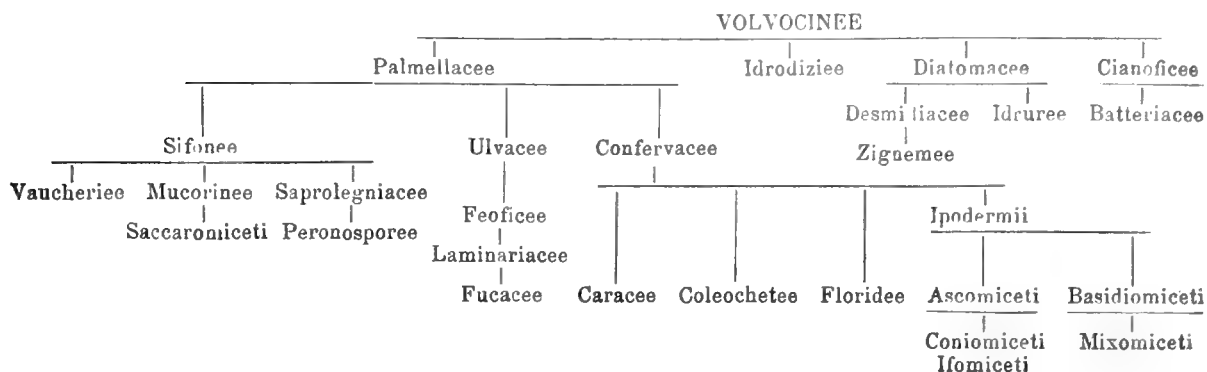 VOLVOCINEE
Palmellacee Idrodiziee Diatomacee Cianoficee
Desmidiacee Idruree Batteriacee
Sifonee Ulvacee Confervacee Zignemee
Vaucheriee Mucorinee Saprolegniacee
Feoficee Ipodermii
Saccaromiceti Peronosporee
Laminariacee
Fucacee Caracee Coleochetee Floridee Ascomiceti Basidiomiceti
Coniomiceti Mixomiceti
Ifomiceti